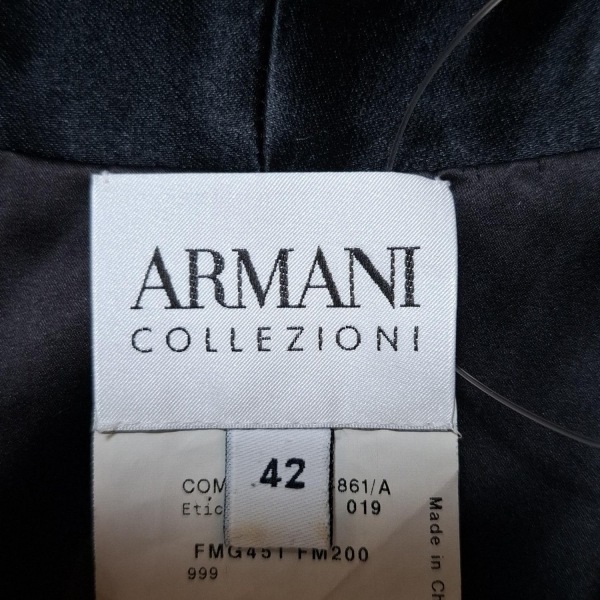 ARMANI
COLLEZIONI
42
COM 861/A
Etic 019
FMG451 FM200
999
Made in Ch